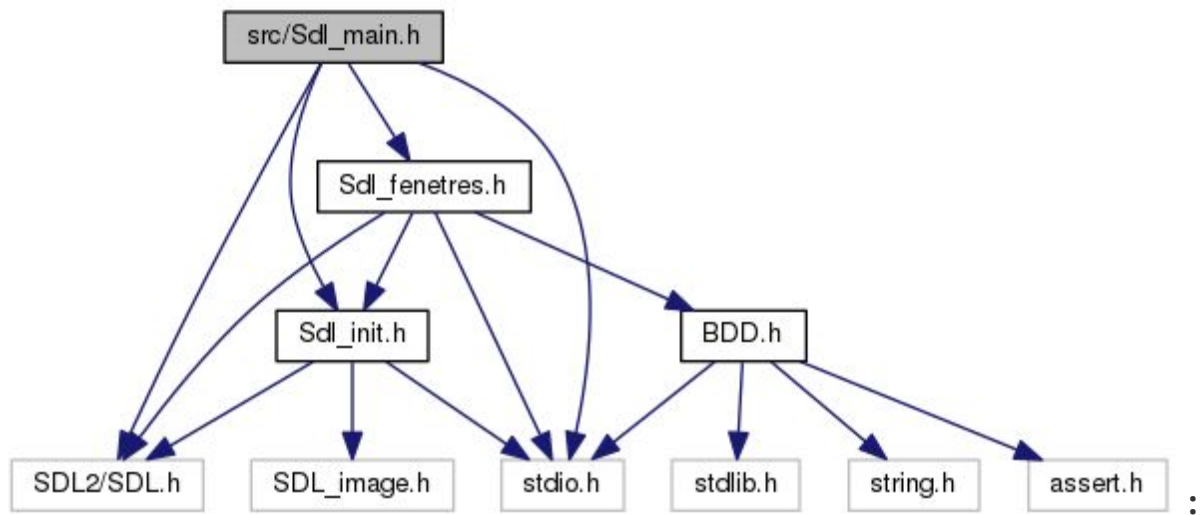 src/Sdl_main.h
Sdl_fenetres.h
Sdl_init.h
BDD.h
SDL2/SDL.h
SDL_image.h
stdio.h
stdlib.h
string.h
assert.h
: